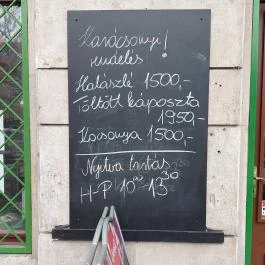 Karácsonyi!
rendelés
Halászlé 1500,-
Töltött káposzta
1950,-
Kocsonya 1500,-
Nyitva tartás
H-P 10⁰⁰ 13³⁰